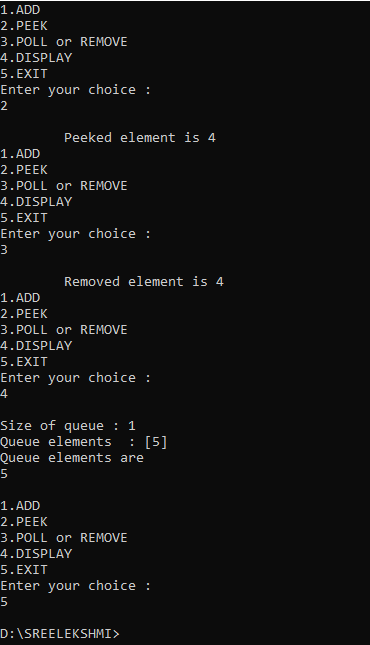 1.ADD
2.PEEK
3.POLL or REMOVE
4.DISPLAY
5.EXIT
Enter your choice :
2
Peeked element is 4
1.ADD
2.PEEK
3.POLL or REMOVE
4.DISPLAY
5.EXIT
Enter your choice :
3
Removed element is 4
1.ADD
2.PEEK
3.POLL or REMOVE
4.DISPLAY
5.EXIT
Enter your choice :
4
Size of queue : 1
Queue elements  : [5]
Queue elements are
5
1.ADD
2.PEEK
3.POLL or REMOVE
4.DISPLAY
5.EXIT
Enter your choice :
5
D:\SREELEKSHMI>